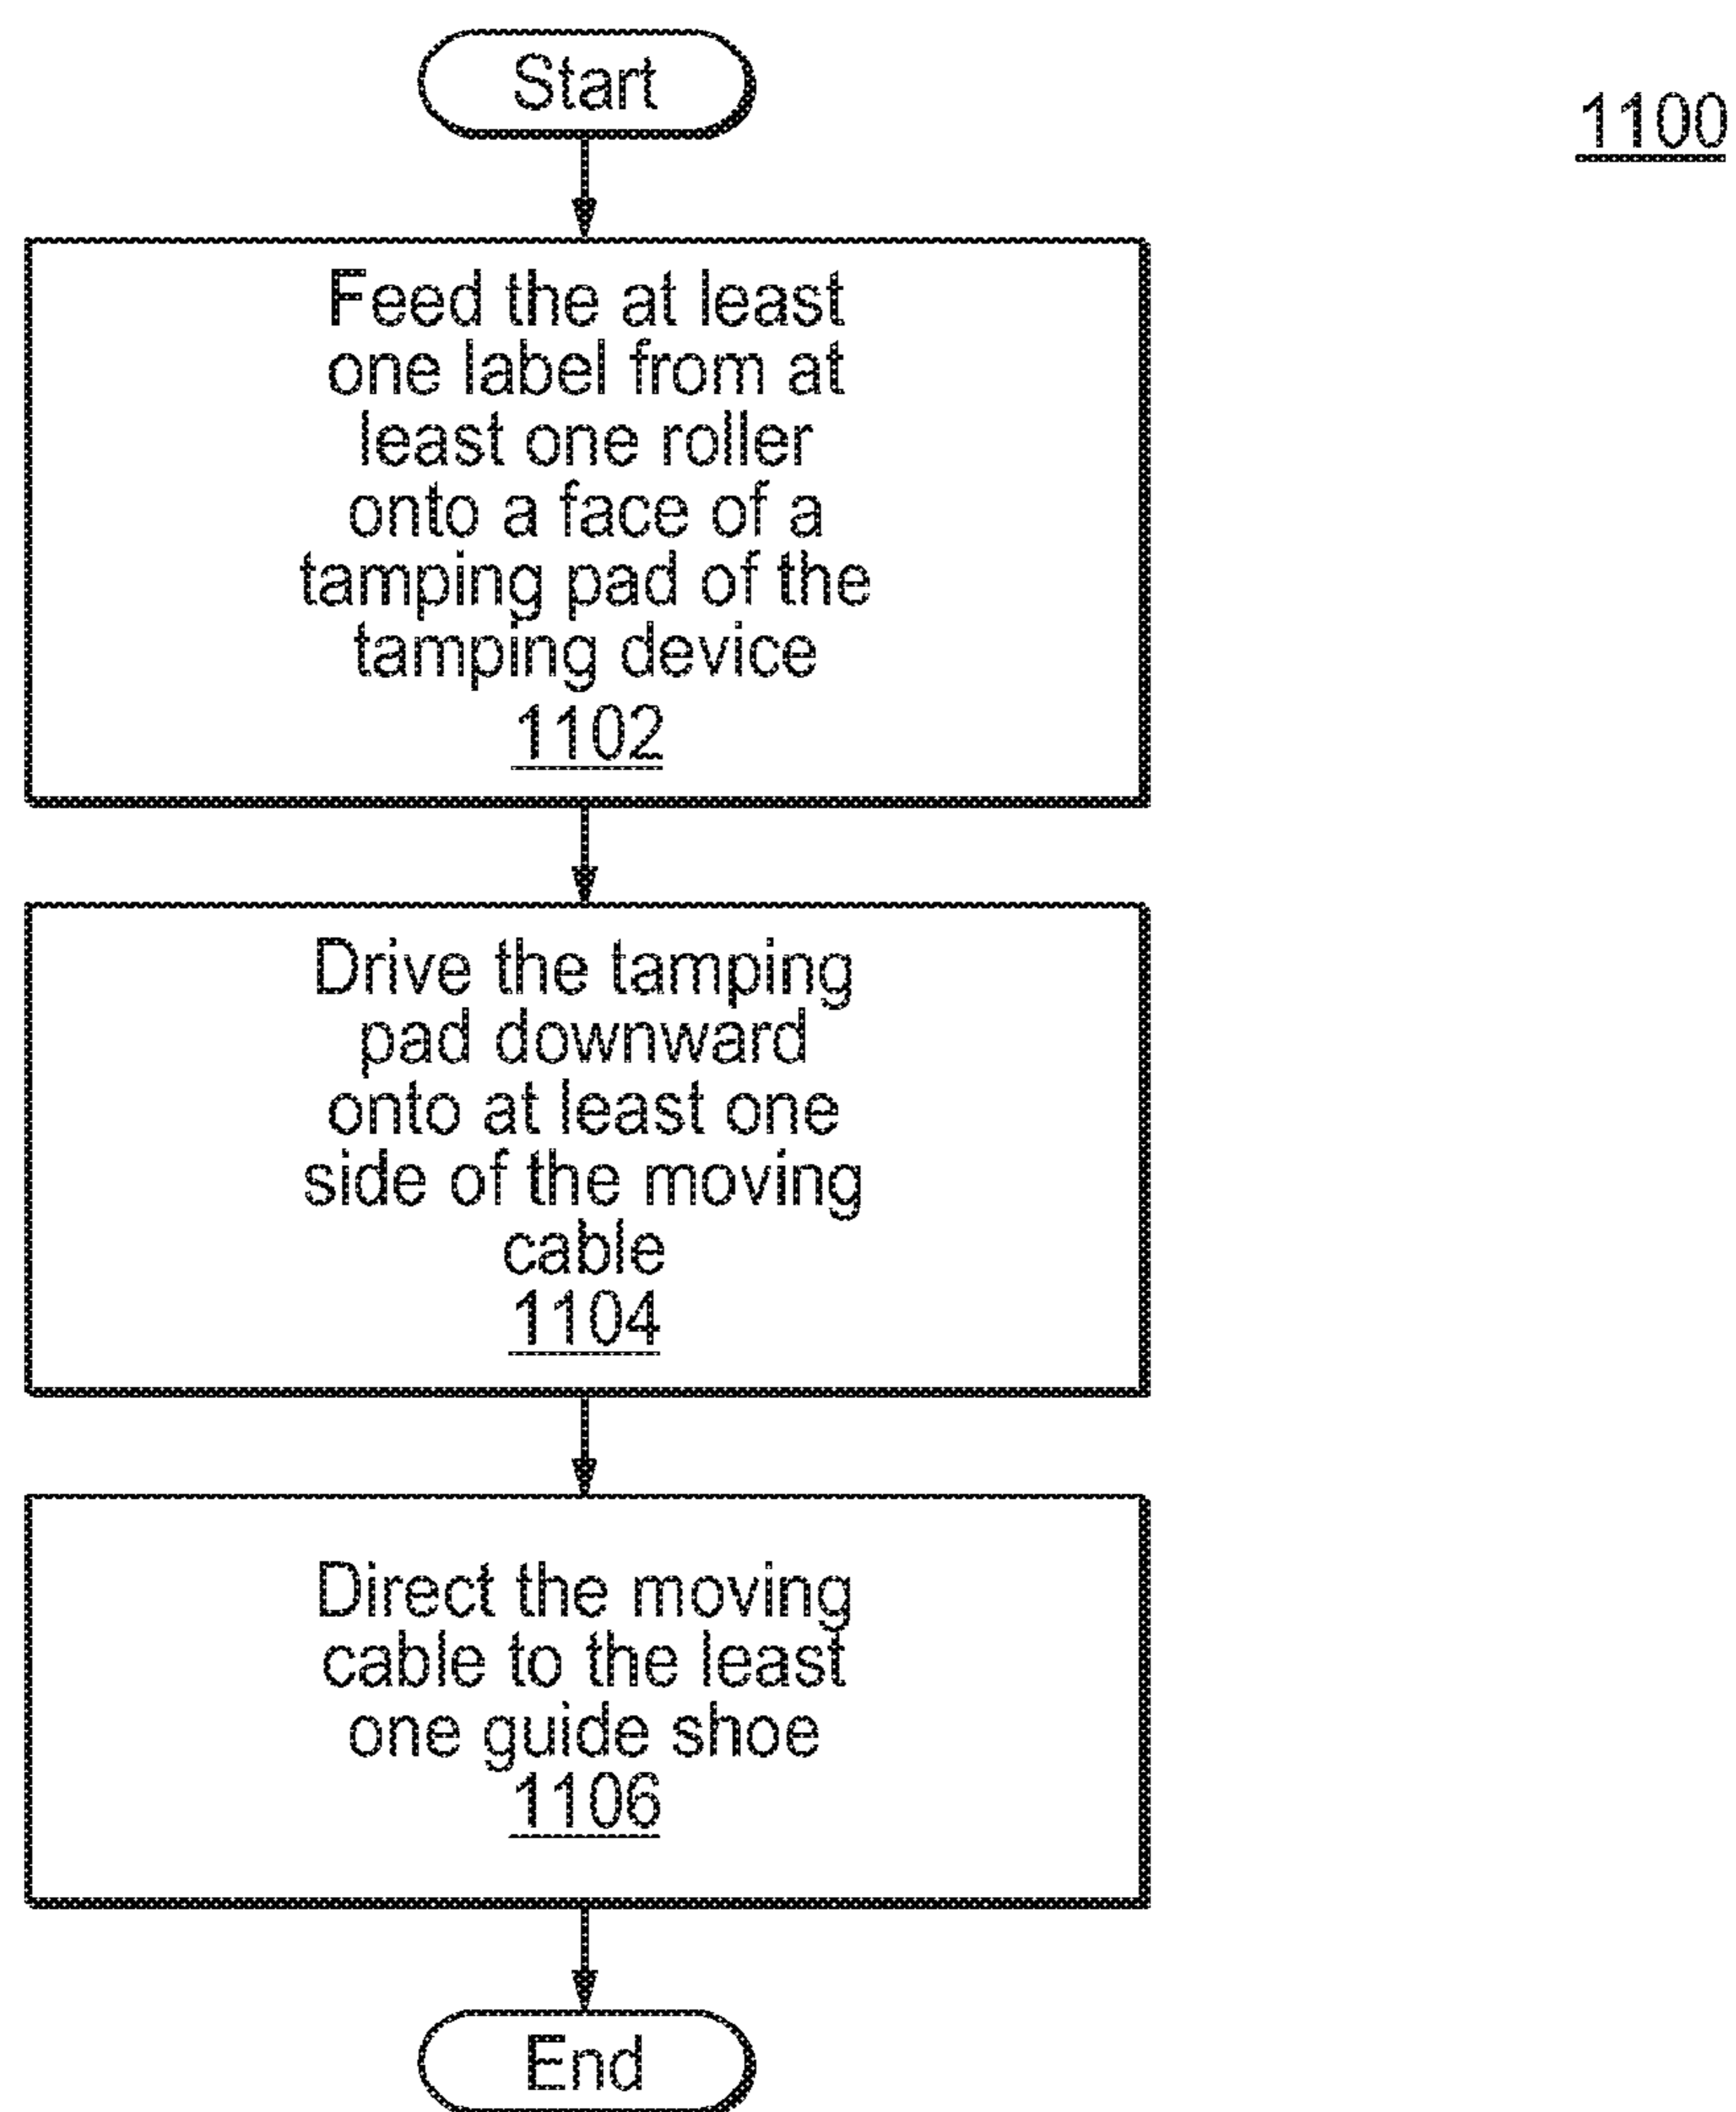 Start
1100
Feed the at least
one label from at
least one roller
onto a face of a
tamping pad of the
tamping device
1102
Drive the tamping
pad downward
onto at least one
side of the moving
cable
1104
Direct the moving
cable to the least
one guide shoe
1106
End